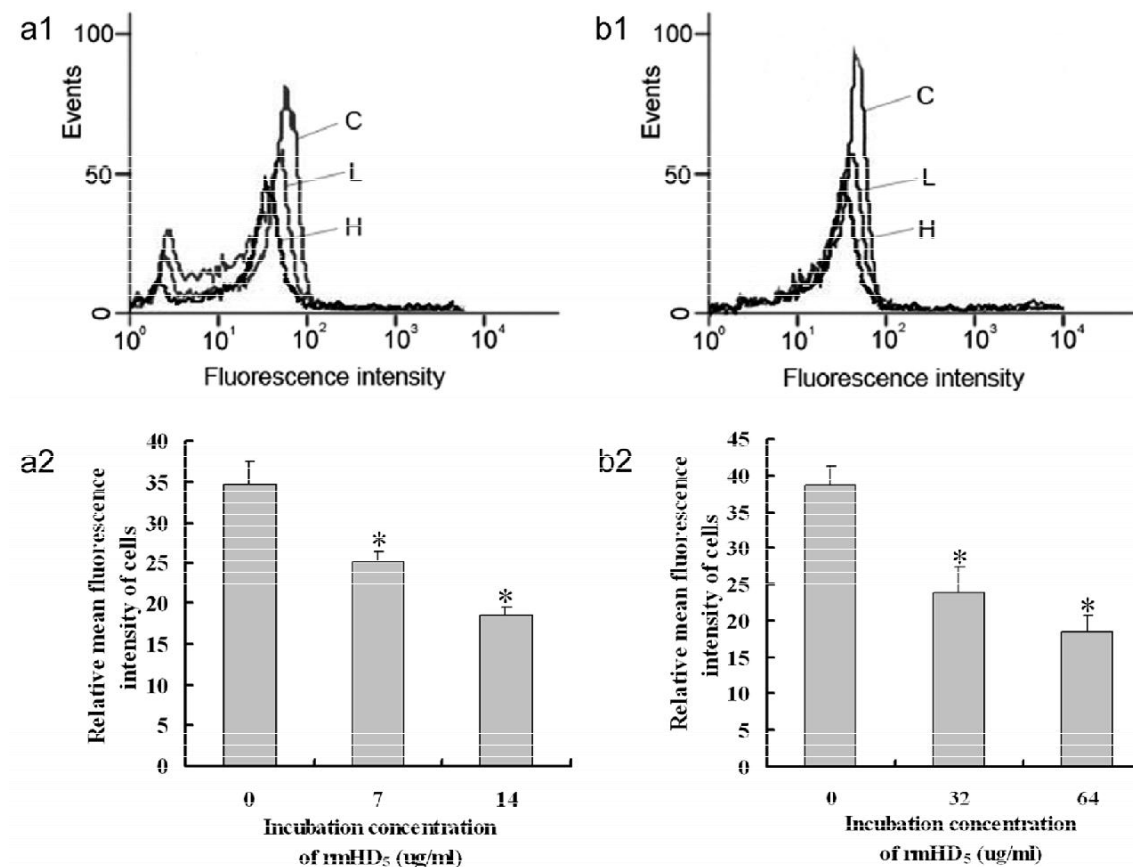 a1
100
50
0
Events
C
L
H
10⁰ 10¹ 10² 10³ 10⁴
Fluorescence intensity
b1
100
50
0
Events
C
L
H
10⁰ 10¹ 10² 10³ 10⁴
Fluorescence intensity
a2
Relative mean fluorescence
intensity of cells
40
35
30
25
20
15
10
5
0
*
*
0 7 14
Incubation concentration
of rmHD₅ (ug/ml)
b2
Relative mean fluorescence
intensity of cells
45
40
35
30
25
20
15
10
5
0
*
*
0 32 64
Incubation concentration
of rmHD₅ (ug/ml)